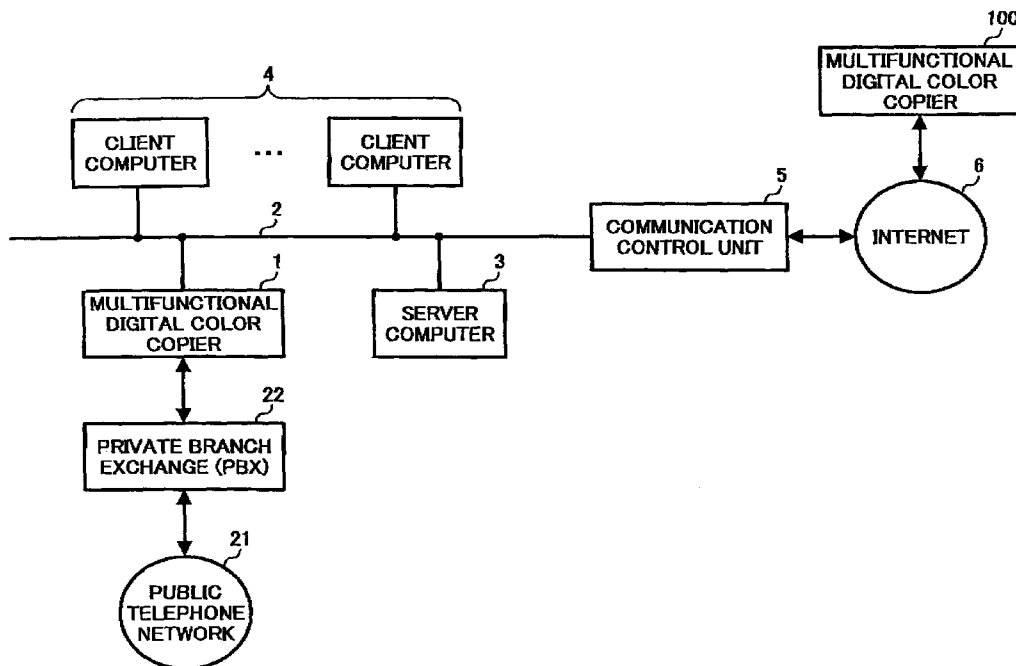 100
MULTIFUNCTIONAL
DIGITAL COLOR
COPIER
4
CLIENT
COMPUTER
...
CLIENT
COMPUTER
6
INTERNET
5
COMMUNICATION
CONTROL UNIT
2
1
MULTIFUNCTIONAL
DIGITAL COLOR
COPIER
3
SERVER
COMPUTER
22
PRIVATE BRANCH
EXCHANGE (PBX)
21
PUBLIC
TELEPHONE
NETWORK